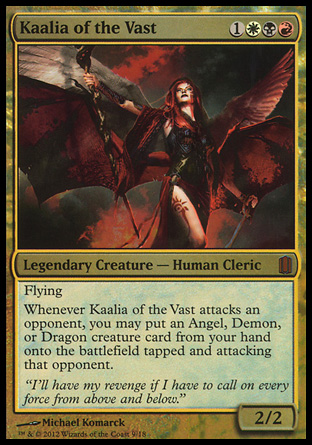 Kaalia of the Vast 1
Legendary Creature — Human Cleric
Flying
Whenever Kaalia of the Vast attacks an
opponent, you may put an Angel, Demon,
or Dragon creature card from your hand
onto the battlefield tapped and attacking
that opponent.
“I’ll have my revenge if I have to call on every
force from above and below.”
Michael Komarck
2/2
™ & © 2012 Wizards of the Coast 9/18